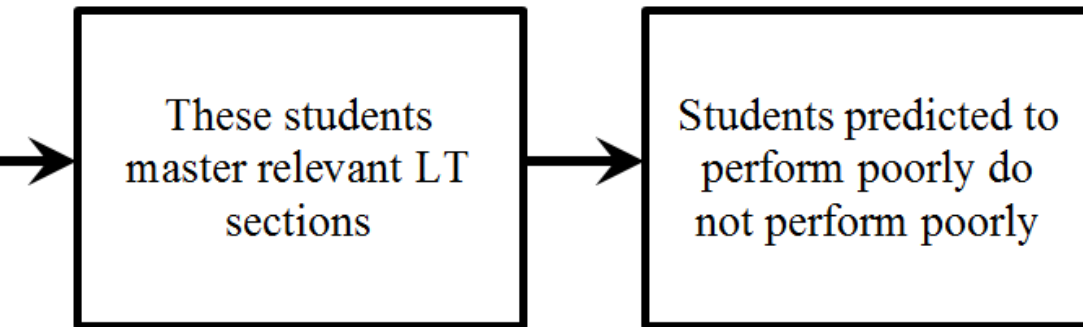 These students
master relevant LT
sections
Students predicted to
perform poorly do
not perform poorly